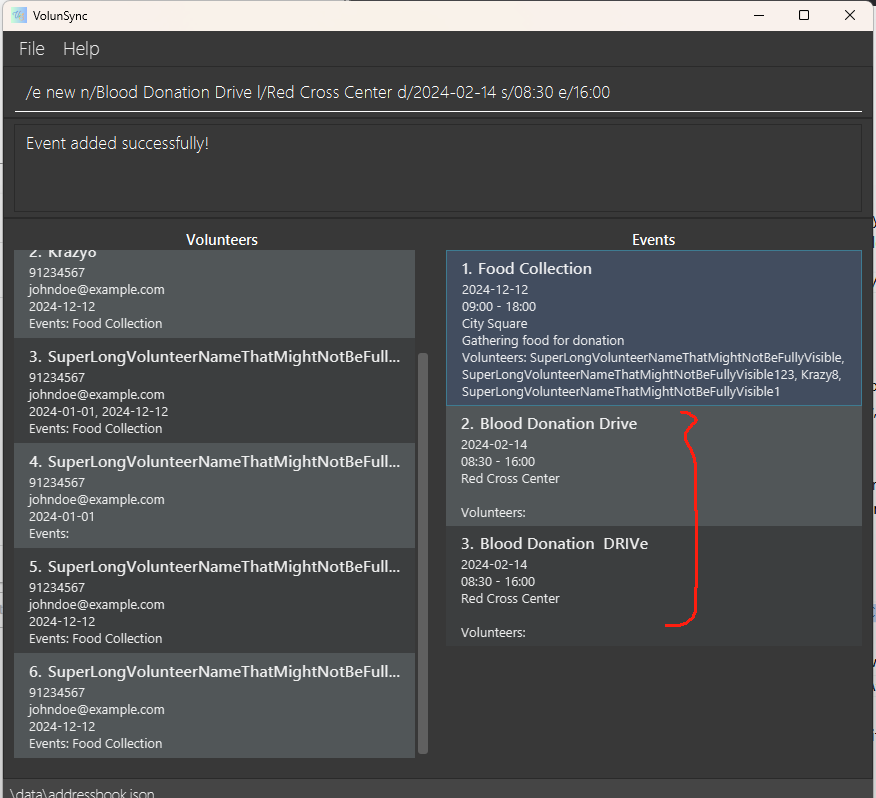 VolunSync
File Help
/e new n/Blood Donation Drive l/Red Cross Center d/2024-02-14 s/08:30 e/16:00
Event added successfully!
Volunteers
2. Krazy8
91234567
johndoe@example.com
2024-12-12
Events: Food Collection
3. SuperLongVolunteerNameThatMightNotBeFull...
91234567
johndoe@example.com
2024-01-01, 2024-12-12
Events: Food Collection
4. SuperLongVolunteerNameThatMightNotBeFull...
91234567
johndoe@example.com
2024-01-01
Events:
5. SuperLongVolunteerNameThatMightNotBeFull...
91234567
johndoe@example.com
2024-12-12
Events: Food Collection
6. SuperLongVolunteerNameThatMightNotBeFull...
91234567
johndoe@example.com
2024-12-12
Events: Food Collection
Events
1. Food Collection
2024-12-12
09:00 - 18:00
City Square
Gathering food for donation
Volunteers: SuperLongVolunteerNameThatMightNotBeFullyVisible,
SuperLongVolunteerNameThatMightNotBeFullyVisible123, Krazy8,
SuperLongVolunteerNameThatMightNotBeFullyVisible1
2. Blood Donation Drive
2024-02-14
08:30 - 16:00
Red Cross Center
Volunteers:
3. Blood Donation  DRIVe
2024-02-14
08:30 - 16:00
Red Cross Center
Volunteers:
\data\addressbook.json